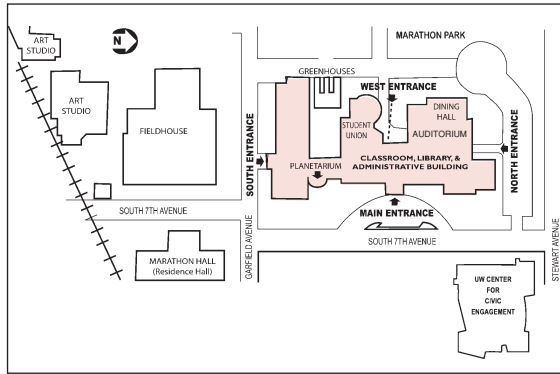 ART
STUDIO
N
MARATHON PARK
GREENHOUSES
WEST ENTRANCE
ART
STUDIO
FIELDHOUSE
SOUTH ENTRANCE
STUDENT
UNION
DINING
HALL
AUDITORIUM
NORTH ENTRANCE
PLANETARIUM
CLASSROOM, LIBRARY, &
ADMINISTRATIVE BUILDING
SOUTH 7TH AVENUE
MAIN ENTRANCE
SOUTH 7TH AVENUE
GARFIELD AVENUE
STEWART AVENUE
MARATHON HALL
(Residence Hall)
UW CENTER
FOR
CIVIC
ENGAGEMENT